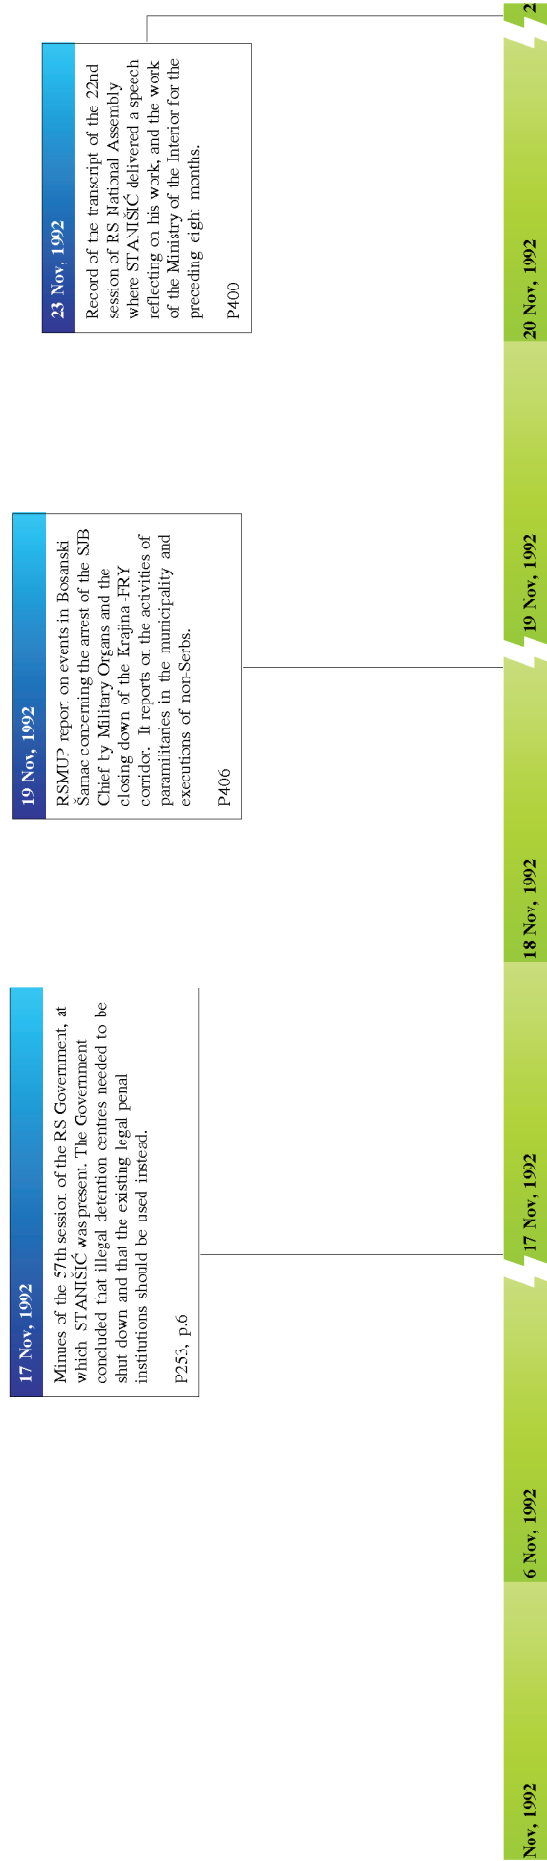 17 Nov, 1992
Minutes of the 57th session of the RS Government, at
which STANIŠIĆ was present. The Government
concluded that illegal detention centres needed to be
shut down and that the existing legal penal
institutions should be used instead.
P253, p.6
19 Nov, 1992
RSMUP report on events in Bosanski
Šamac concerning the arrest of the SJB
Chief by Military Organs and the
closing down of the Krajina-FRY
corridor. It reports on the activities of
paramilitaries in the municipality and
executions of non-Serbs.
P406
23 Nov, 1992
Record of the transcript of the 22nd
session of RS National Assembly
where STANIŠIĆ delivered a speech
reflecting on his work, and the work
of the Ministry of the Interior for the
preceding eight months.
P400
Nov, 1992
6 Nov, 1992
17 Nov, 1992
18 Nov, 1992
19 Nov, 1992
20 Nov, 1992
2